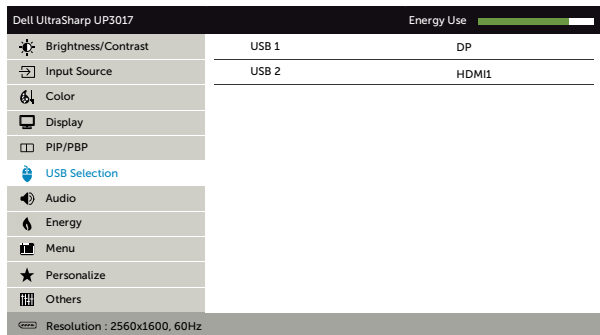 Dell UltraSharp UP3017 Energy Use
Brightness/Contrast USB 1 DP
Input Source USB 2 HDMI1
Color
Display
PIP/PBP
USB Selection
Audio
Energy
Menu
Personalize
Others
Resolution : 2560x1600, 60Hz